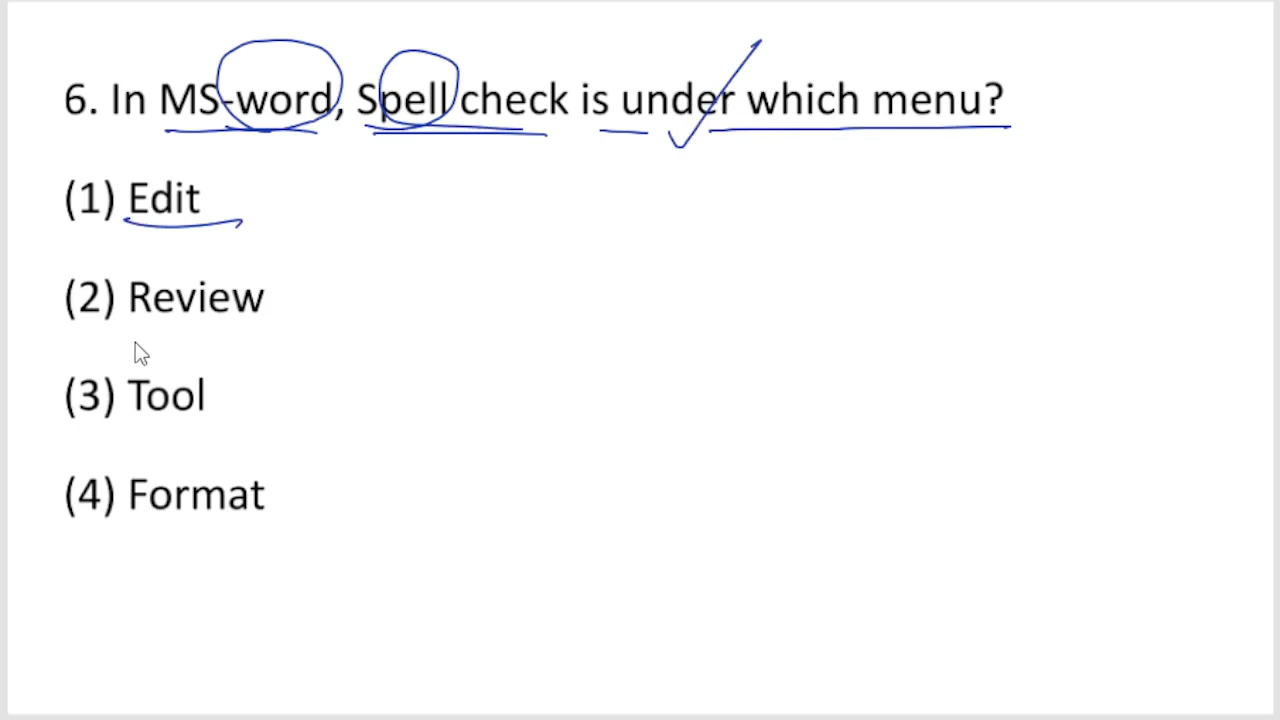 6. In MS-word, Spell check is under which menu?
(1) Edit
(2) Review
(3) Tool
(4) Format